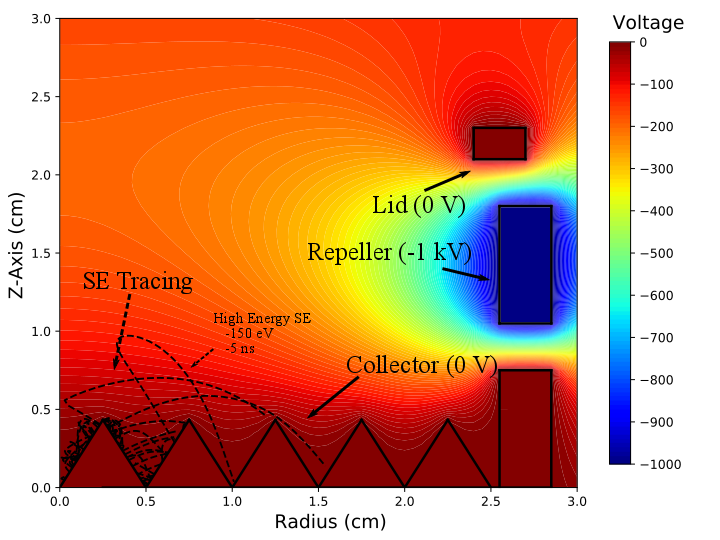 Voltage
3.0
2.5
2.0
1.5
1.0
0.5
0.0
Z-Axis (cm)
Lid (0 V)
Repeller (-1 kV)
SE Tracing
High Energy SE
-150 eV
-5 ns
Collector (0 V)
0.0 0.5 1.0 1.5 2.0 2.5 3.0
Radius (cm)
0
−100
−200
−300
−400
−500
−600
−700
−800
−900
−1000